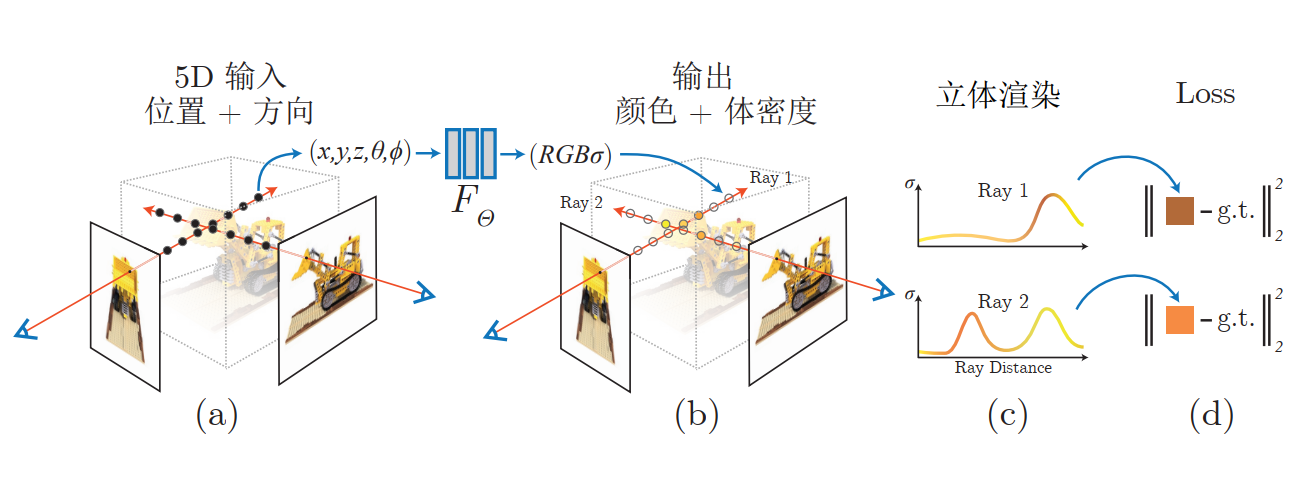 5D 输入
位置 + 方向
(x,y,z,θ,ϕ)
F_Θ
(a)
输出
颜色 + 体密度
(RGBσ)
Ray 1
Ray 2
(b)
立体渲染
σ
Ray 1
σ
Ray 2
Ray Distance
(c)
Loss
‖ - g.t. ‖²₂
‖ - g.t. ‖²₂
(d)